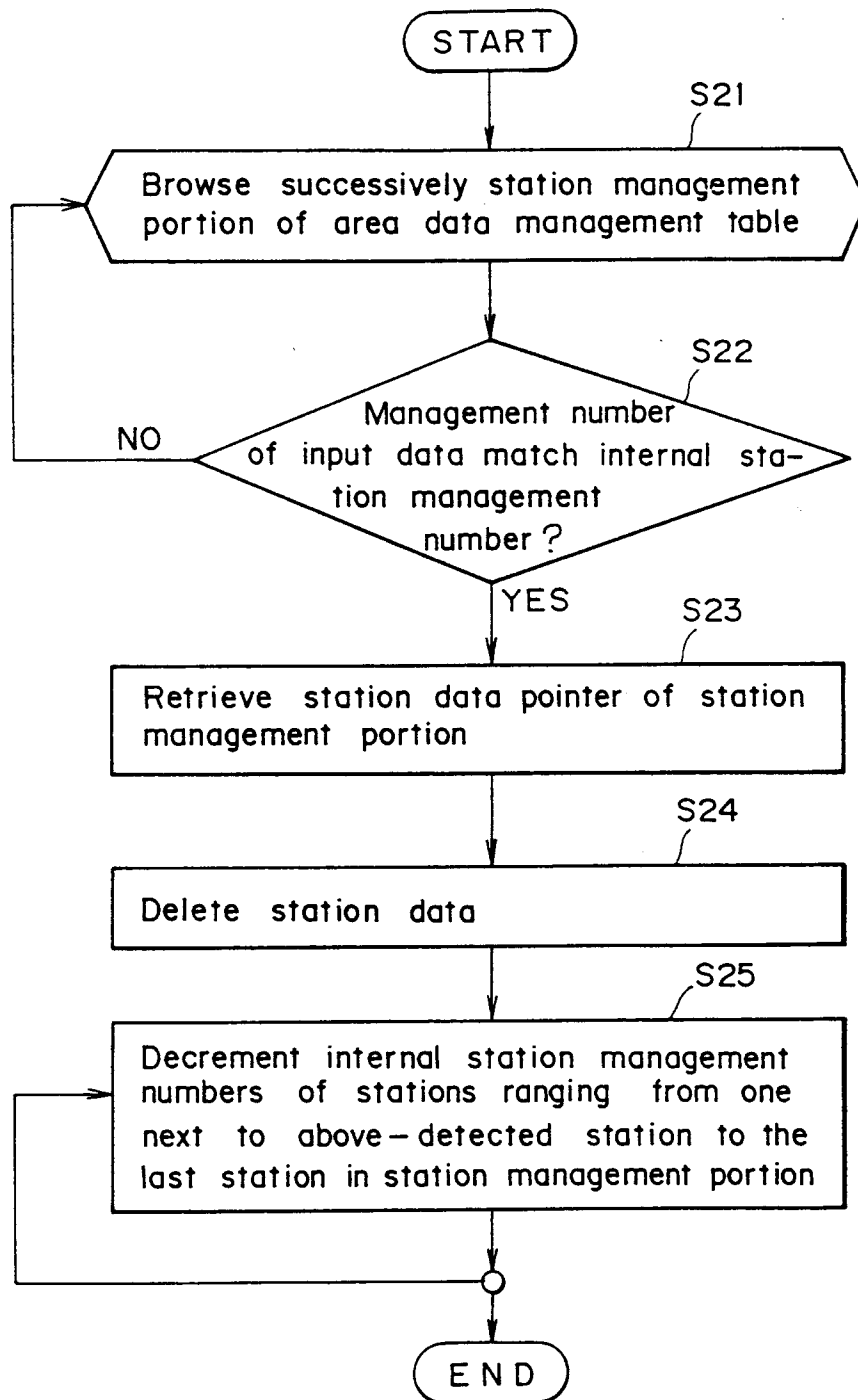 START
S21
Browse successively station management
portion of area data management table
S22
Management number
of input data match internal sta-
tion management
number?
NO
YES
S23
Retrieve station data pointer of station
management portion
S24
Delete station data
S25
Decrement internal station management
numbers of stations ranging from one
next to above-detected station to the
last station in station management portion
END